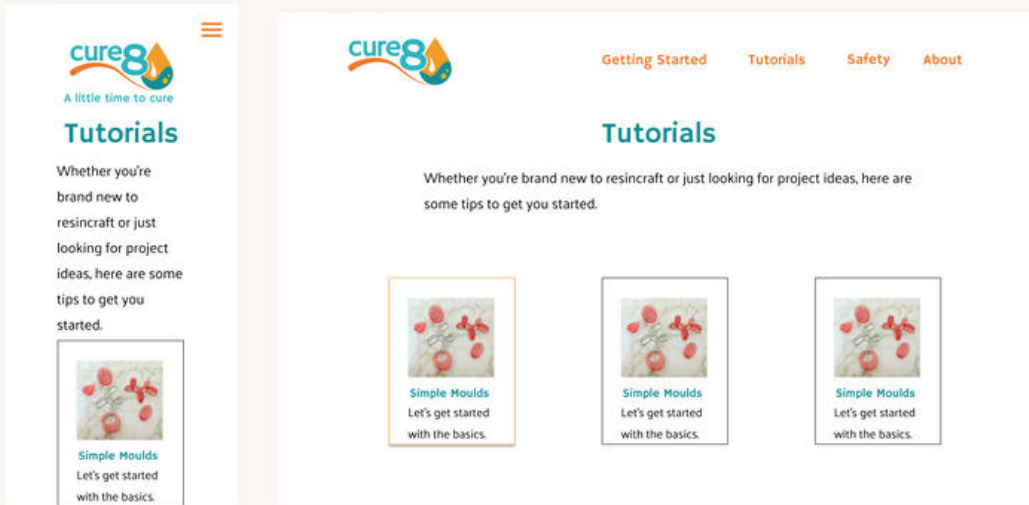 cure8
A little time to cure
Tutorials
Whether you're
brand new to
resincraft or just
looking for project
ideas, here are some
tips to get you
started.
Simple Moulds
Let's get started
with the basics.
cure8
Getting Started
Tutorials
Safety
About
Tutorials
Whether you're brand new to resincraft or just looking for project ideas, here are
some tips to get you started.
Simple Moulds
Let's get started
with the basics.
Simple Moulds
Let's get started
with the basics.
Simple Moulds
Let's get started
with the basics.